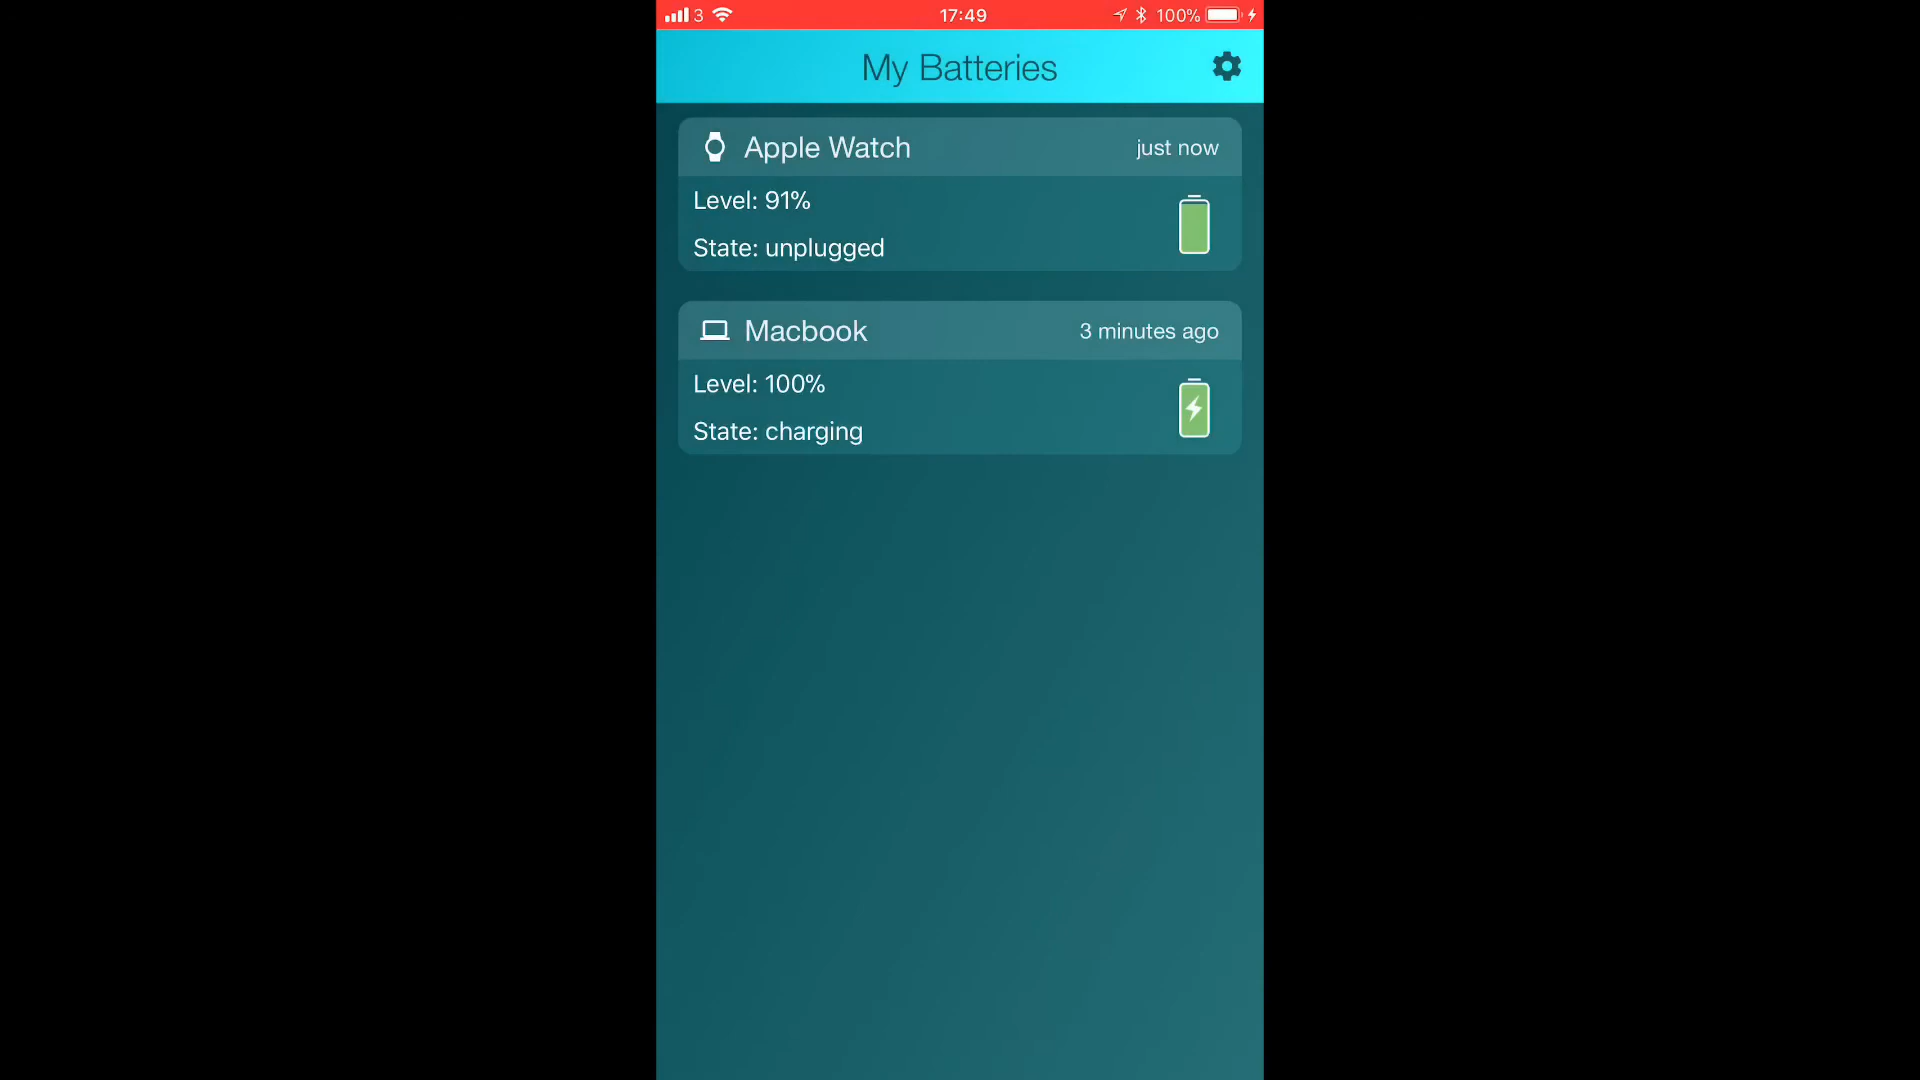 3 17:49 100%
My Batteries
Apple Watch just now
Level: 91%
State: unplugged
Macbook 3 minutes ago
Level: 100%
State: charging